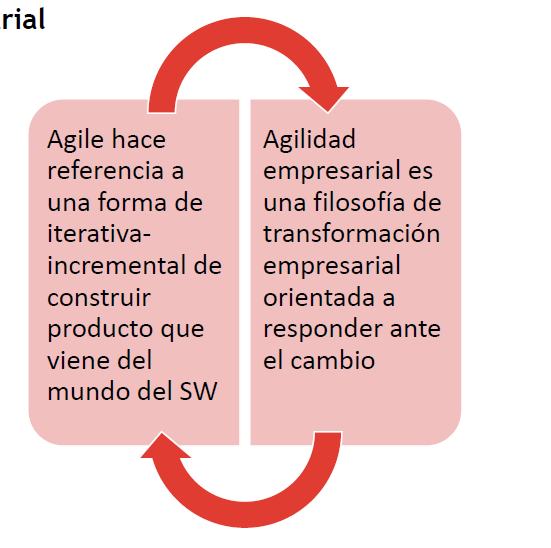 rial
Agile hace
referencia a
una forma de
iterativa-
incremental de
construir
producto que
viene del
mundo del SW
Agilidad
empresarial es
una filosofía de
transformación
empresarial
orientada a
responder ante
el cambio